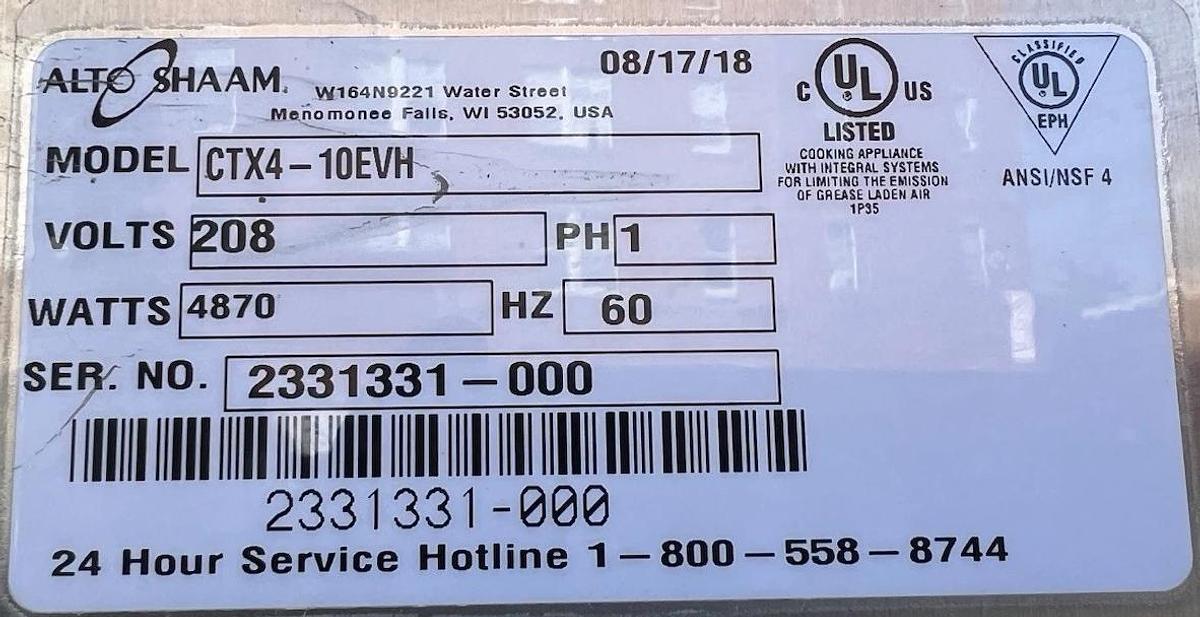 ALTO SHAAM.
08/17/18
W164N9221 Water Street
Menomonee Falls, WI 53052, USA
C UL US
LISTED
COOKING APPLIANCE
WITH INTEGRAL SYSTEMS
FOR LIMITING THE EMISSION
OF GREASE LADEN AIR
1P35
CLASSIFIED
UL
EPH
ANSI/NSF 4
MODEL CTX4-10EVH
VOLTS 208 PH 1
WATTS 4870 HZ 60
SER. NO. 2331331-000
2331331-000
24 Hour Service Hotline 1-800-558-8744